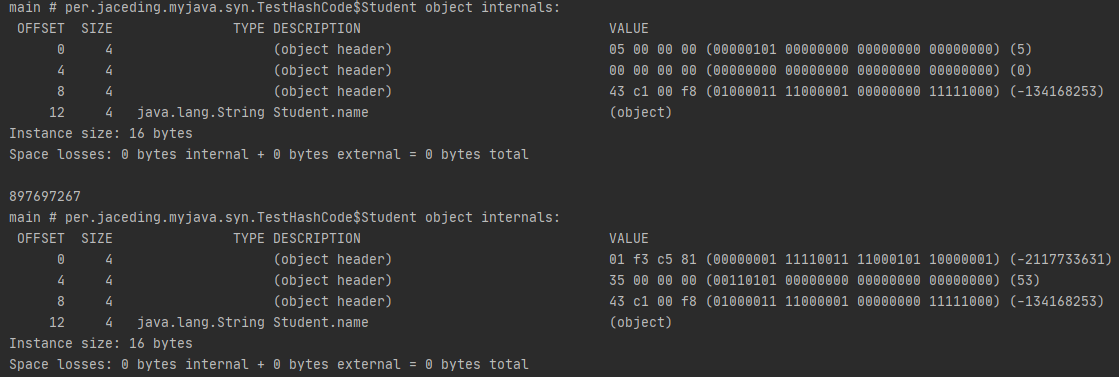 main # per.jaceding.myjava.syn.TestHashCode$Student object internals:
OFFSET  SIZE               TYPE DESCRIPTION                               VALUE
0     4                    (object header)                           05 00 00 00 (00000101 00000000 00000000 00000000) (5)
4     4                    (object header)                           00 00 00 00 (00000000 00000000 00000000 00000000) (0)
8     4                    (object header)                           43 c1 00 f8 (01000011 11000001 00000000 11111000) (-134168253)
12     4   java.lang.String Student.name                              (object)
Instance size: 16 bytes
Space losses: 0 bytes internal + 0 bytes external = 0 bytes total
897697267
main # per.jaceding.myjava.syn.TestHashCode$Student object internals:
OFFSET  SIZE               TYPE DESCRIPTION                               VALUE
0     4                    (object header)                           01 f3 c5 81 (00000001 11110011 11000101 10000001) (-2117733631)
4     4                    (object header)                           35 00 00 00 (00110101 00000000 00000000 00000000) (53)
8     4                    (object header)                           43 c1 00 f8 (01000011 11000001 00000000 11111000) (-134168253)
12     4   java.lang.String Student.name                              (object)
Instance size: 16 bytes
Space losses: 0 bytes internal + 0 bytes external = 0 bytes total